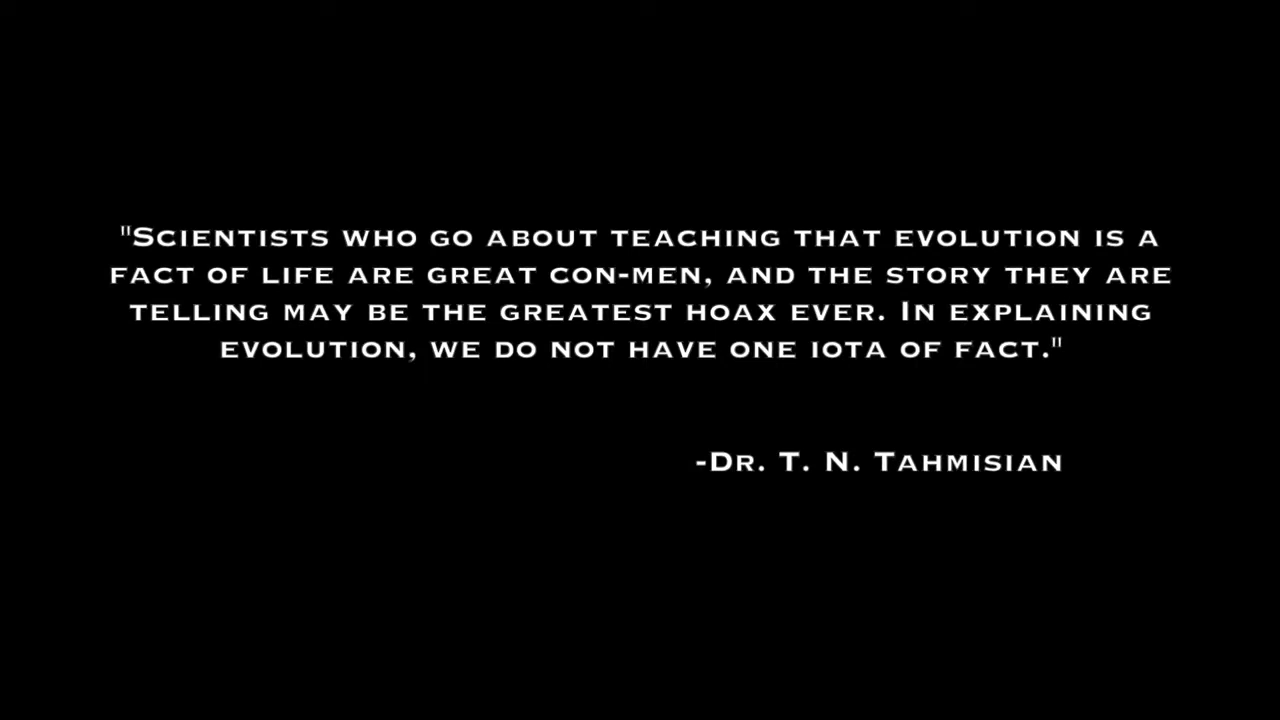 "Scientists who go about teaching that evolution is a
fact of life are great con-men, and the story they are
telling may be the greatest hoax ever. In explaining
evolution, we do not have one iota of fact."
-Dr. T. N. Tahmisian